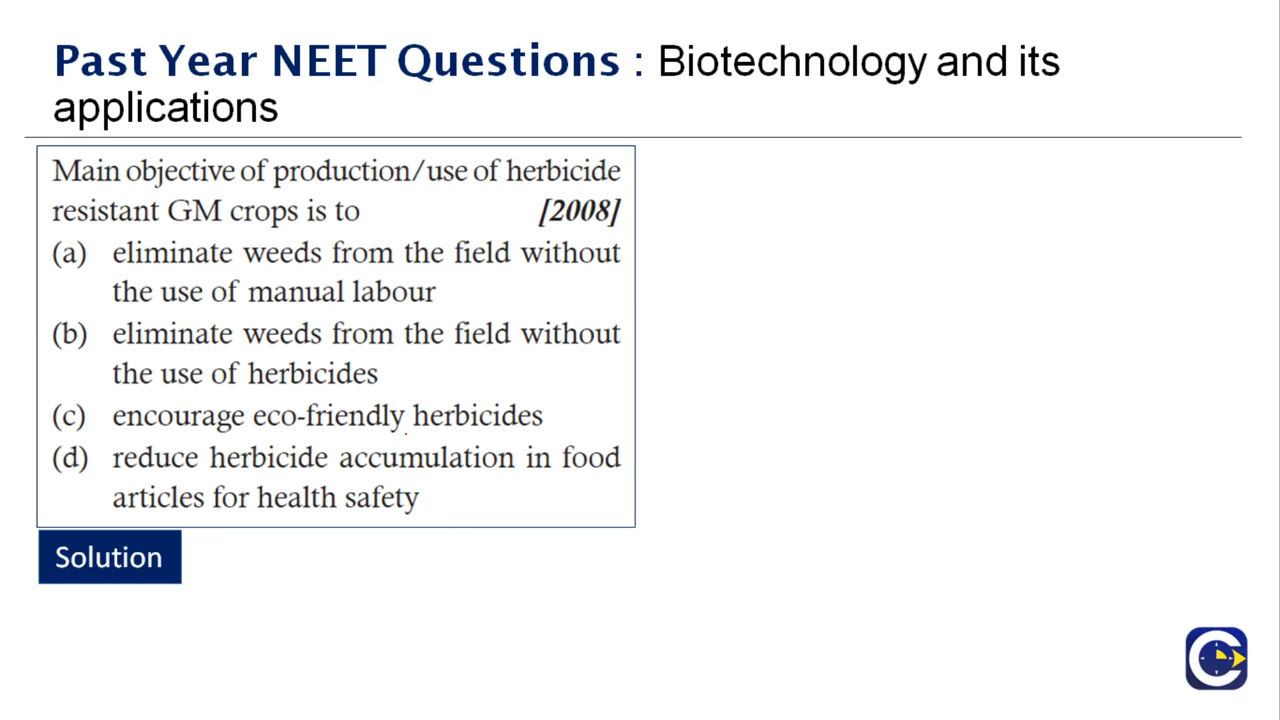 Past Year NEET Questions : Biotechnology and its
applications
Main objective of production/use of herbicide
resistant GM crops is to [2008]
(a) eliminate weeds from the field without
the use of manual labour
(b) eliminate weeds from the field without
the use of herbicides
(c) encourage eco-friendly herbicides
(d) reduce herbicide accumulation in food
articles for health safety
Solution